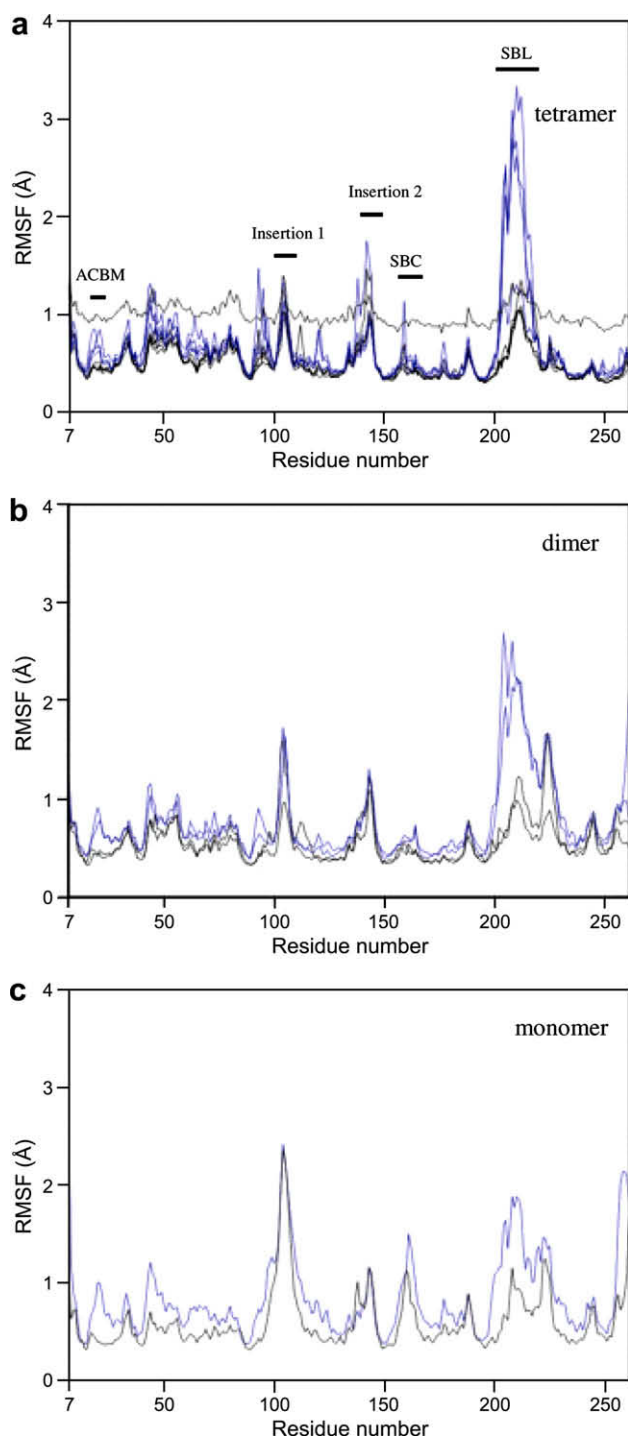 a
4
SBL
tetramer
3
RMSF (Å)
Insertion 2
2
Insertion 1
SBC
ACBM
1
0
7 50 100 150 200 250
Residue number
b
4
dimer
3
RMSF (Å)
2
1
0
7 50 100 150 200 250
Residue number
c
4
monomer
3
RMSF (Å)
2
1
0
7 50 100 150 200 250
Residue number